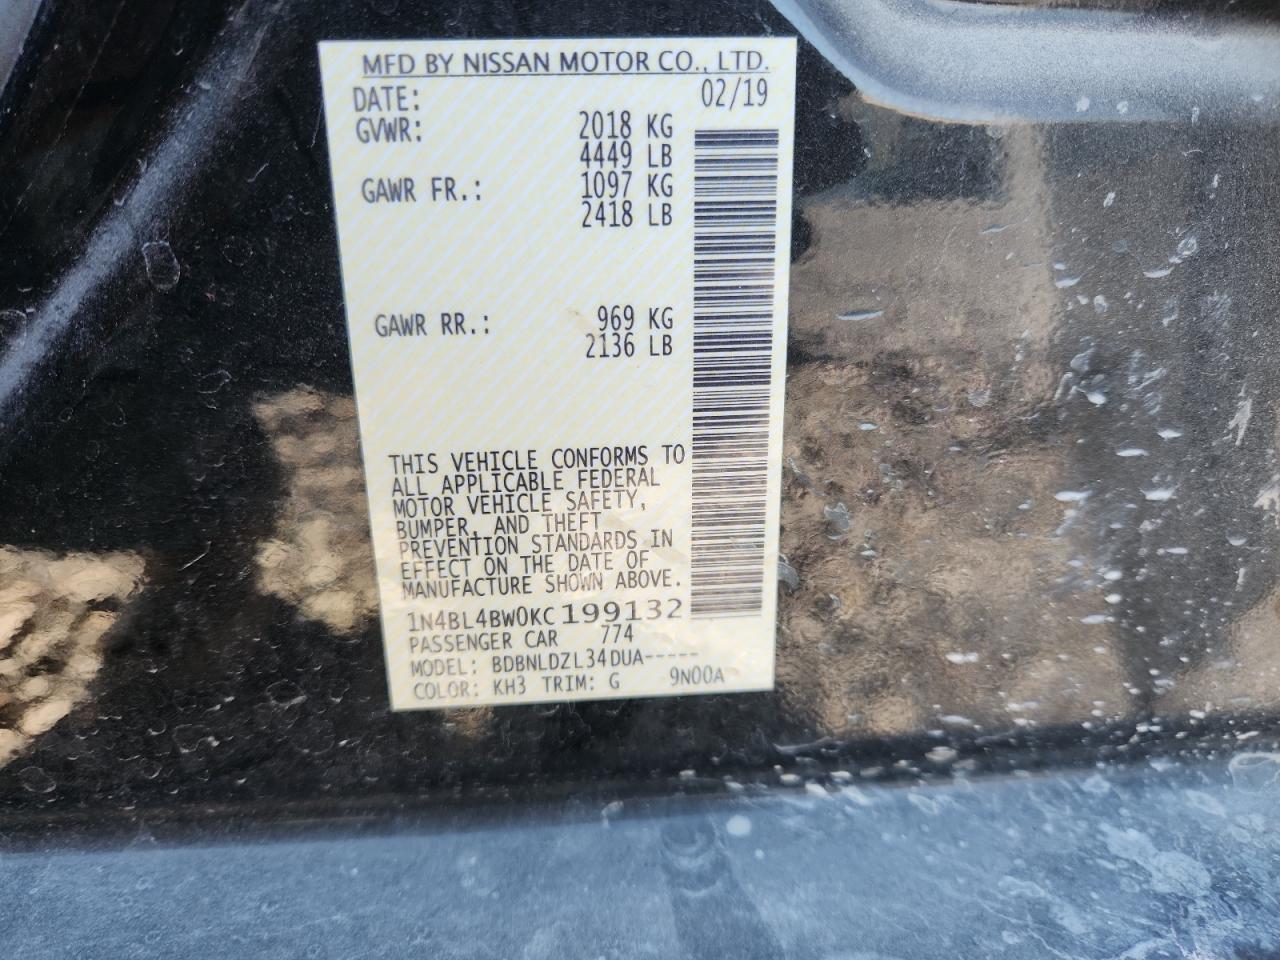 MFD BY NISSAN MOTOR CO., LTD.
DATE: 02/19
GVWR: 2018 KG
4449 LB
GAWR FR.: 1097 KG
2418 LB
GAWR RR.: 969 KG
2136 LB
THIS VEHICLE CONFORMS TO
ALL APPLICABLE FEDERAL
MOTOR VEHICLE SAFETY,
BUMPER, AND THEFT
PREVENTION STANDARDS IN
EFFECT ON THE DATE OF
MANUFACTURE SHOWN ABOVE.
1N4BL4BW0KC199132
PASSENGER CAR 774
MODEL: BDBNLDZL34DUA-----
COLOR: KH3 TRIM: G 9N00A